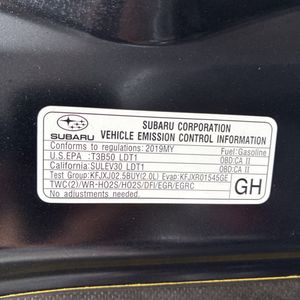 SUBARU
SUBARU CORPORATION
VEHICLE EMISSION CONTROL INFORMATION
Conforms to regulations: 2019MY Fuel:Gasoline
U.S.EPA :T3B50 LDT1 OBD:CA II
California:SULEV30 LDT1 OBD:CA II
Test Group:KFJXJ02.5BUY(2.0L) Evap:KFJXR0154SGE
TWC(2)/WR-HO2S/HO2S/DFI/EGR/EGRC
No adjustments needed.
GH